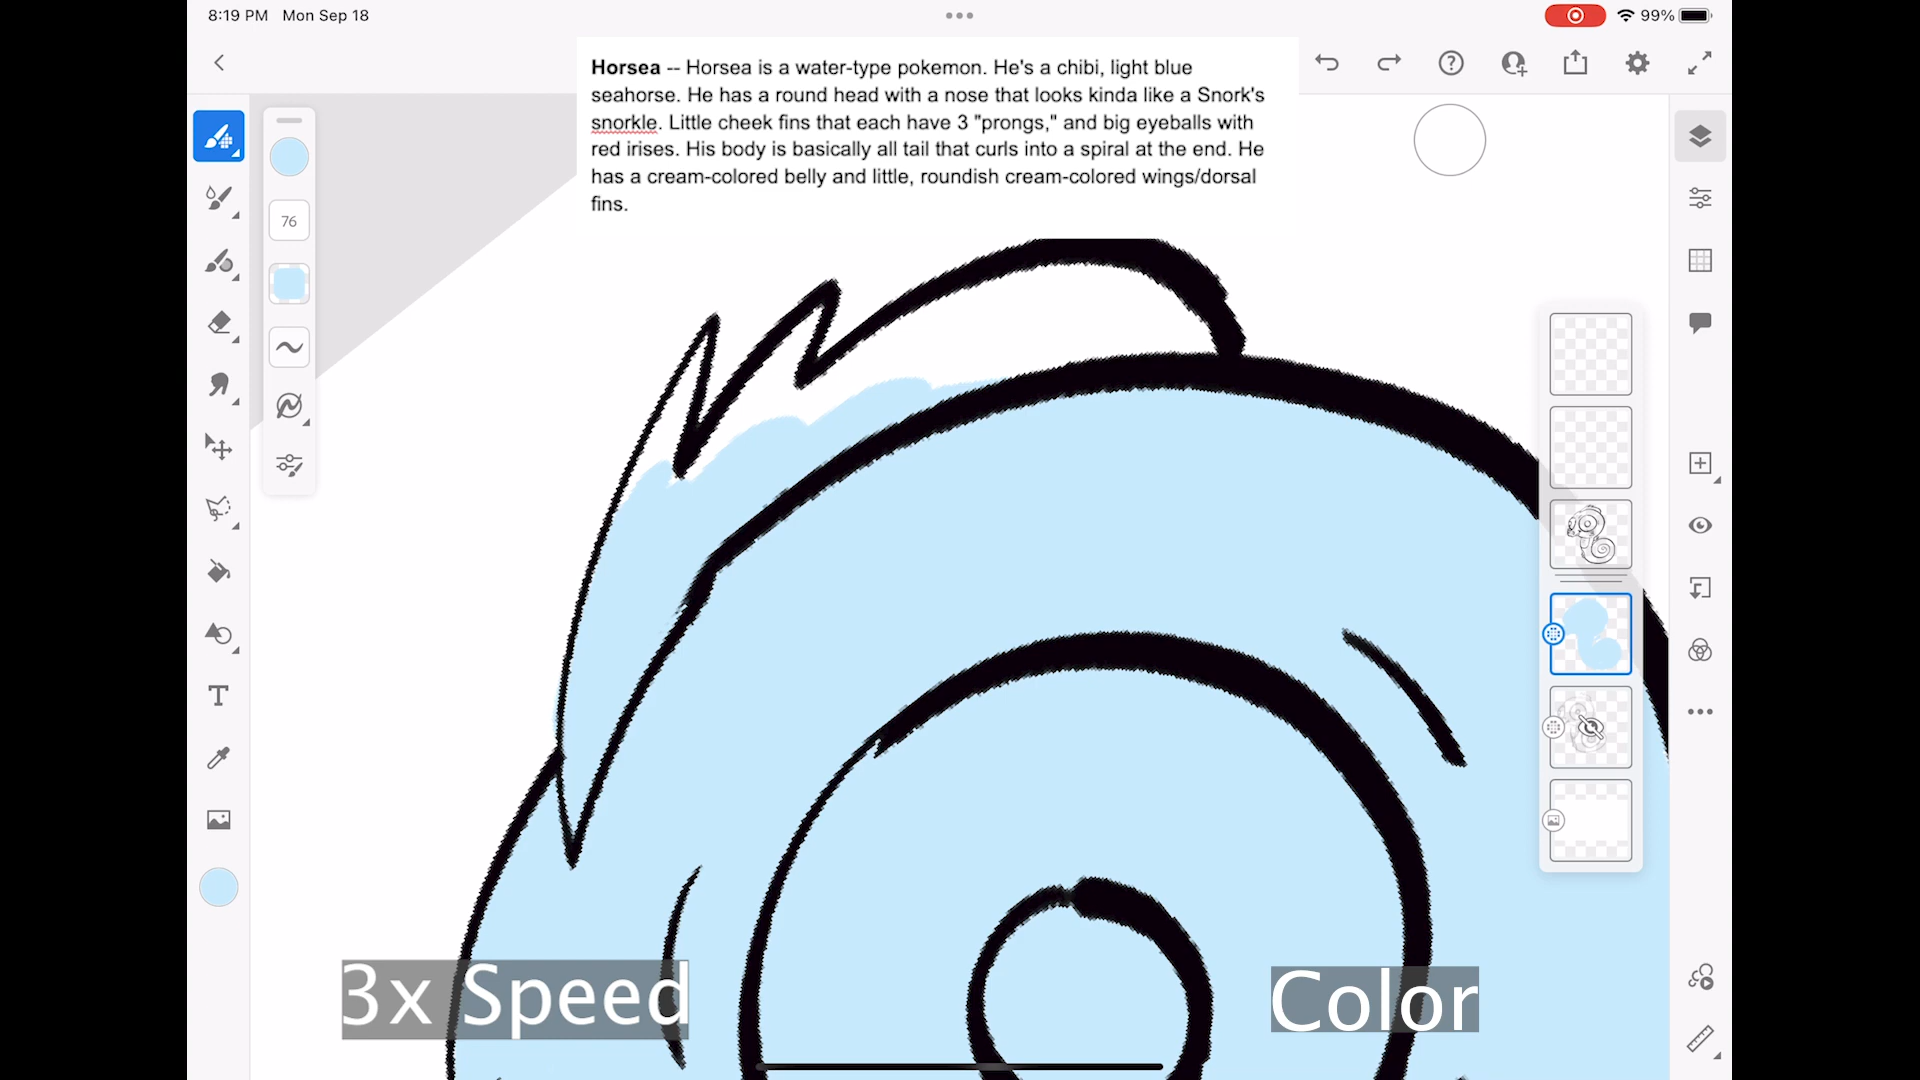 8:19 PM Mon Sep 18
99%
Horsea -- Horsea is a water-type pokemon. He's a chibi, light blue
seahorse. He has a round head with a nose that looks kinda like a Snork's
snorkle. Little cheek fins that each have 3 "prongs," and big eyeballs with
red irises. His body is basically all tail that curls into a spiral at the end. He
has a cream-colored belly and little, roundish cream-colored wings/dorsal
fins.
76
T
3x Speed
Color